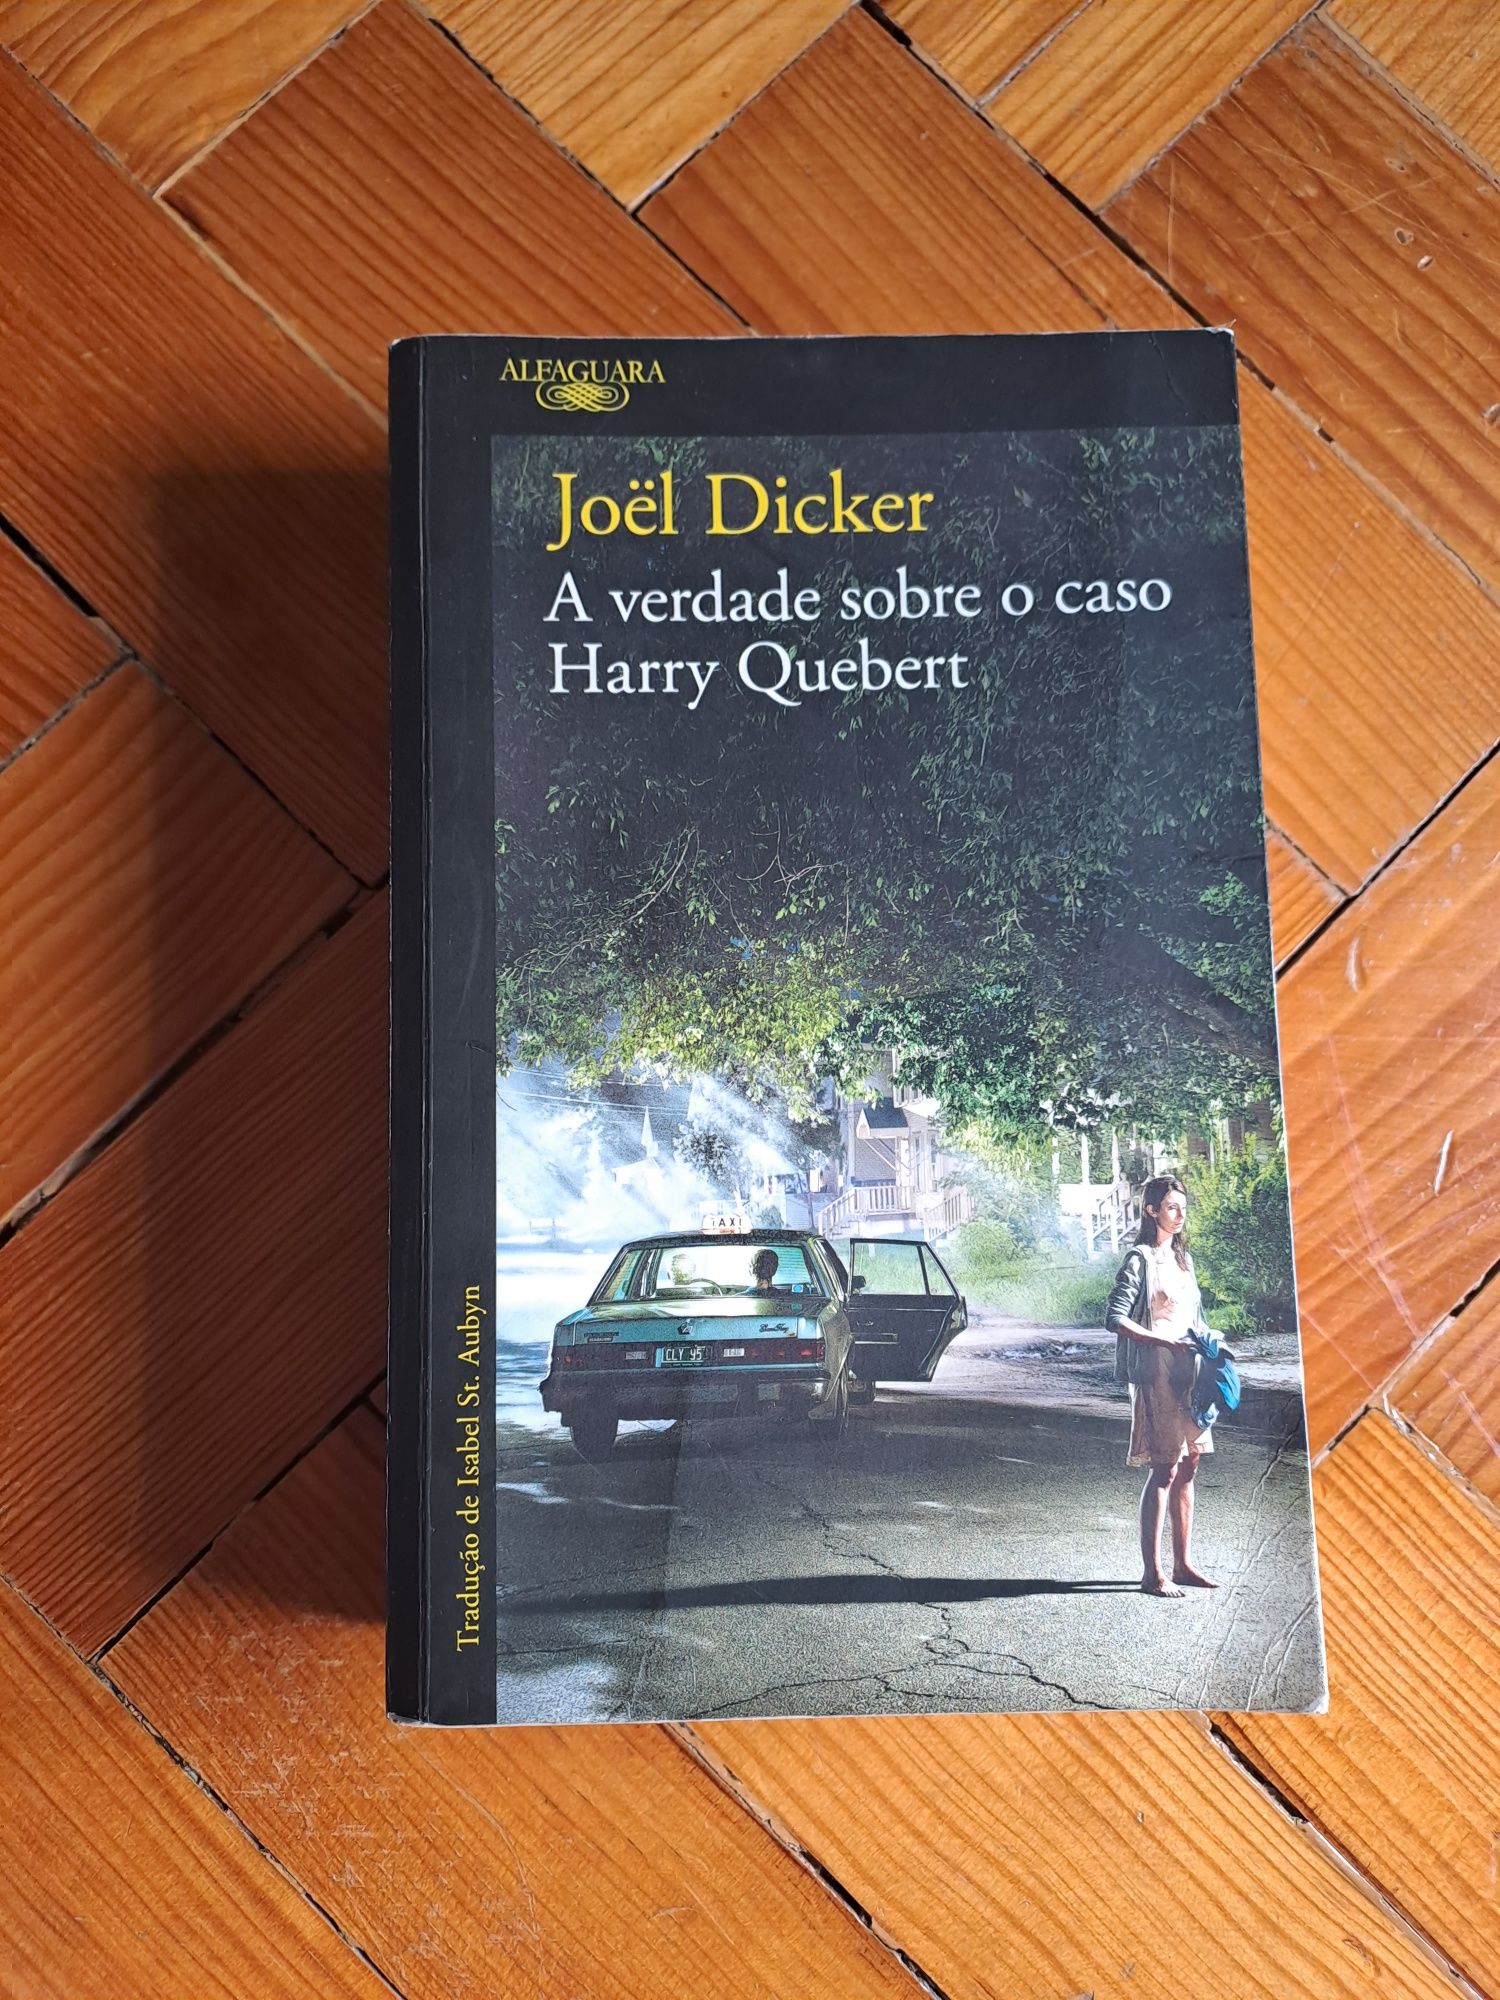 ALFAGUARA
Joël Dicker
A verdade sobre o caso
Harry Quebert
TAXI
CLY 95
Tradução de Isabel St. Aubyn